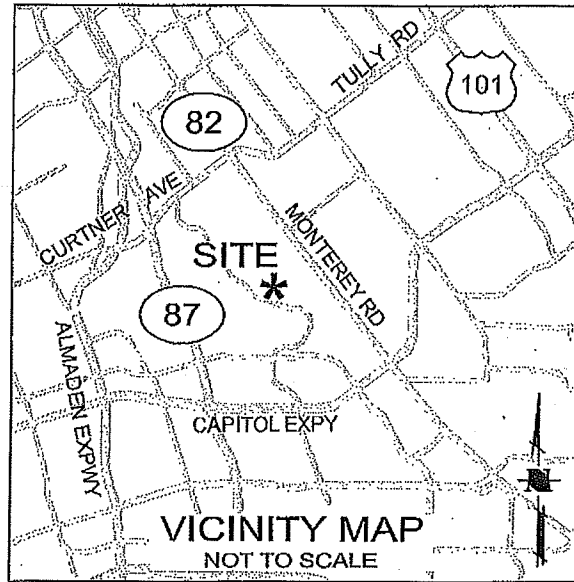 TULLY RD
101
82
CURTNER AVE
MONTEREY RD
SITE
*
87
ALMADEN EXPWY
CAPITOL EXPY
N
VICINITY MAP
NOT TO SCALE